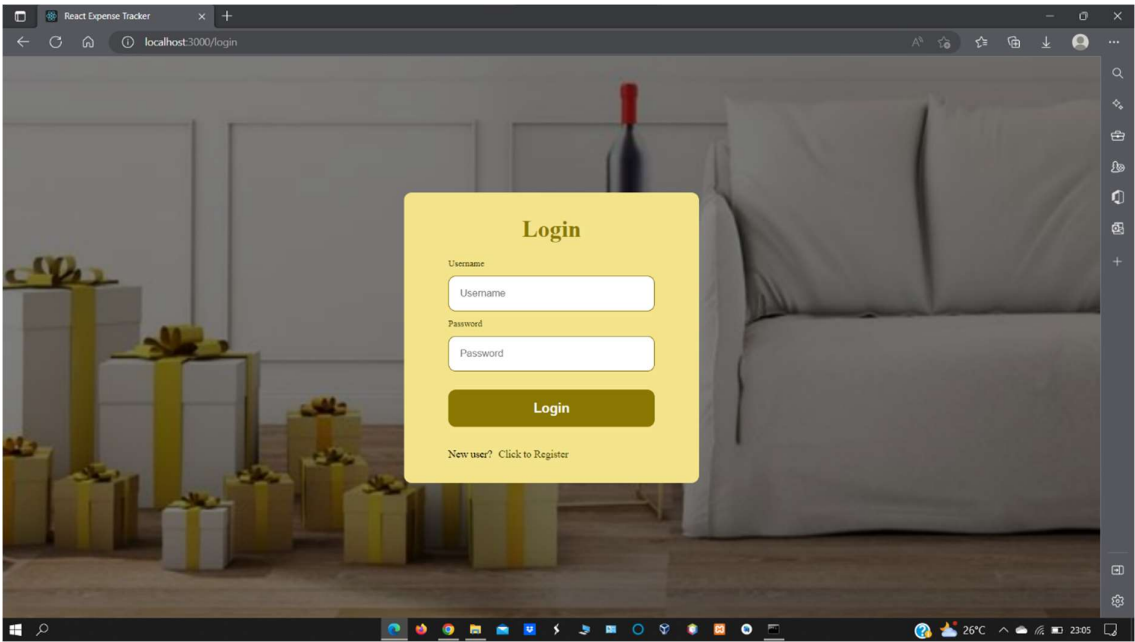 React Expense Tracker
localhost:3000/login
Login
Username
Username
Password
Password
Login
New user? Click to Register
26°C
23:05